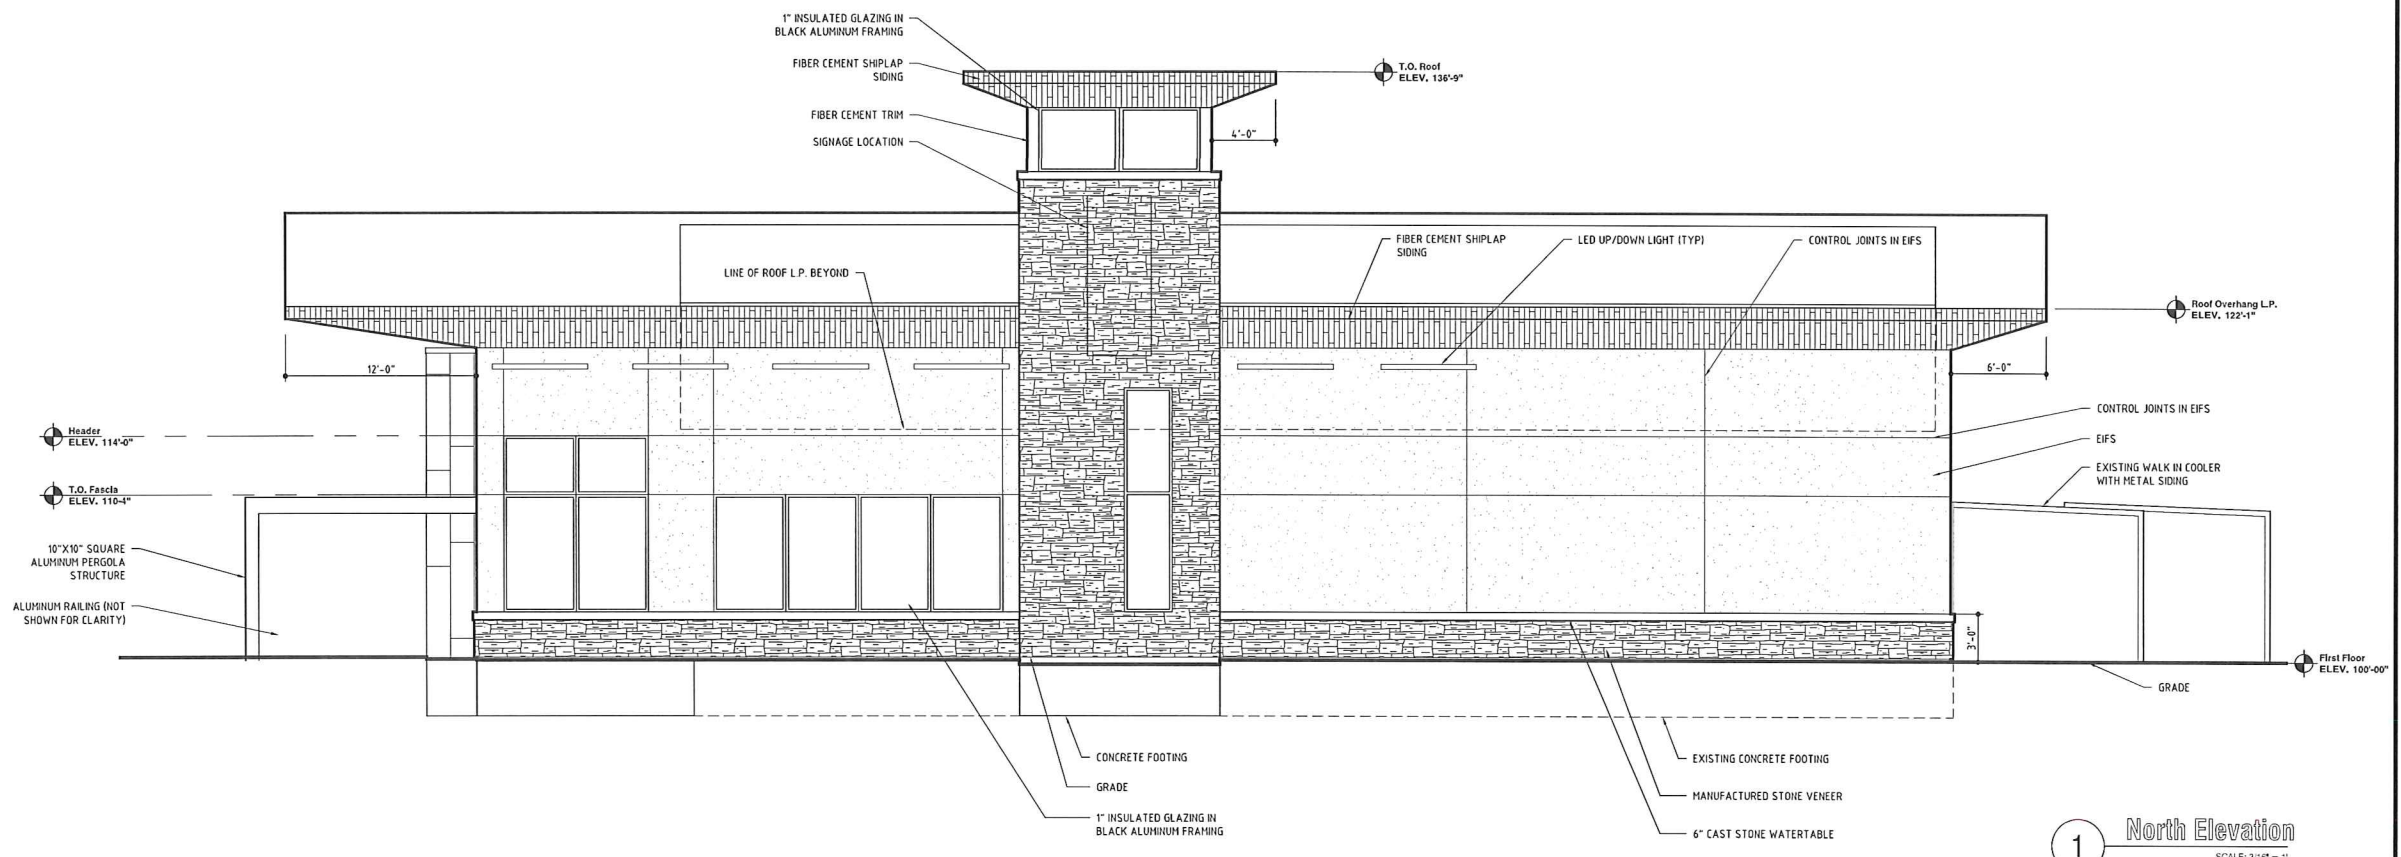 1" INSULATED GLAZING IN
BLACK ALUMINUM FRAMING
FIBER CEMENT SHIPLAP
SIDING
FIBER CEMENT TRIM
SIGNAGE LOCATION
T.O. Roof
ELEV. 136'-9"
4'-0"
LINE OF ROOF L.P. BEYOND
FIBER CEMENT SHIPLAP
SIDING
LED UP/DOWN LIGHT (TYP)
CONTROL JOINTS IN EIFS
Roof Overhang L.P.
ELEV. 122'-1"
12'-0"
6'-0"
Header
ELEV. 114'-0"
CONTROL JOINTS IN EIFS
EIFS
EXISTING WALK IN COOLER
WITH METAL SIDING
T.O. Fascia
ELEV. 110-4"
10"X10" SQUARE
ALUMINUM PERGOLA
STRUCTURE
ALUMINUM RAILING (NOT
SHOWN FOR CLARITY)
3'-0"
First Floor
ELEV. 100'-00"
GRADE
CONCRETE FOOTING
GRADE
1" INSULATED GLAZING IN
BLACK ALUMINUM FRAMING
EXISTING CONCRETE FOOTING
MANUFACTURED STONE VENEER
6" CAST STONE WATERTABLE
1
North Elevation